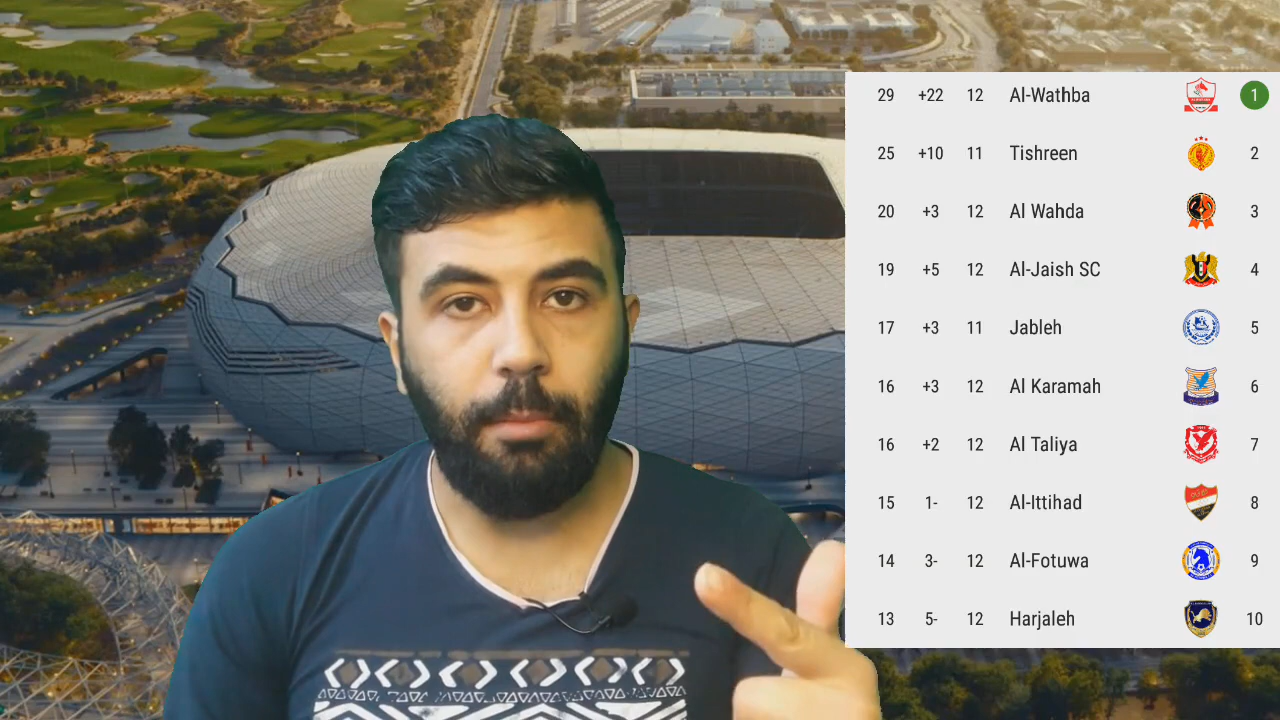 29 +22 12 Al-Wathba 1
25 +10 11 Tishreen 2
20 +3 12 Al Wahda 3
19 +5 12 Al-Jaish SC 4
17 +3 11 Jableh 5
16 +3 12 Al Karamah 6
16 +2 12 Al Taliya 7
15 1- 12 Al-Ittihad 8
14 3- 12 Al-Fotuwa 9
13 5- 12 Harjaleh 10